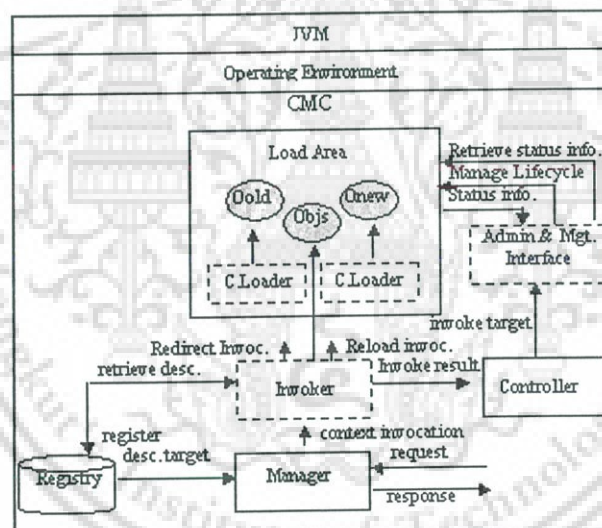 JVM
Operating Environment
CMC
Load Area
Oold
Objs
Onew
C Loader
C Loader
Retrieve status info.
Manage Lifecycle
Status info.
Admin & Mgt.
Interface
invoke target
Redirect Invoc.
Reload invoc.
retrieve desc.
Invoker
Invoke result
Controller
register
desc.target
context invocation
Registry
Manager
request
response